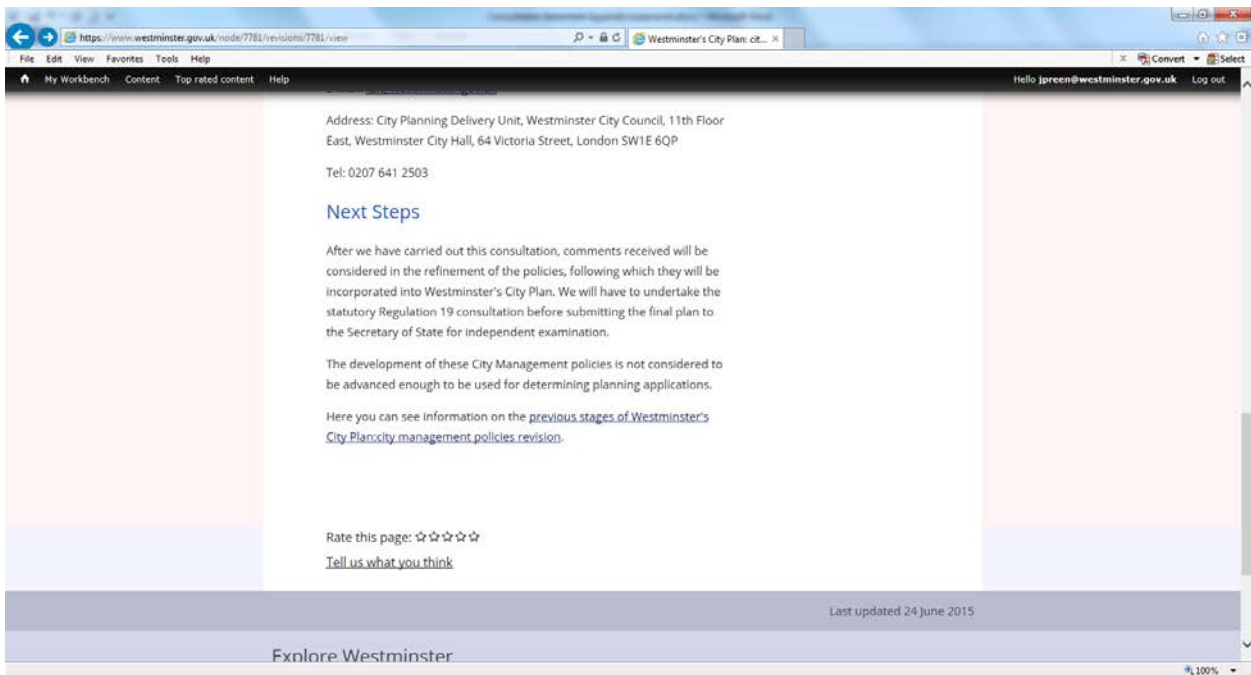 https://www.westminster.gov.uk/node/7781/revisions/7781/view
Westminster's City Plan: cit...
File Edit View Favorites Tools Help
Convert
Select
My Workbench Content Top rated content Help
Hello jpreen@westminster.gov.uk Log out
Address: City Planning Delivery Unit, Westminster City Council, 11th Floor
East, Westminster City Hall, 64 Victoria Street, London SW1E 6QP
Tel: 0207 641 2503
Next Steps
After we have carried out this consultation, comments received will be
considered in the refinement of the policies, following which they will be
incorporated into Westminster's City Plan. We will have to undertake the
statutory Regulation 19 consultation before submitting the final plan to
the Secretary of State for independent examination.
The development of these City Management policies is not considered to
be advanced enough to be used for determining planning applications.
Here you can see information on the previous stages of Westminster's
City Plan:city management policies revision.
Rate this page:
Tell us what you think
Last updated 24 June 2015
Explore Westminster
100%